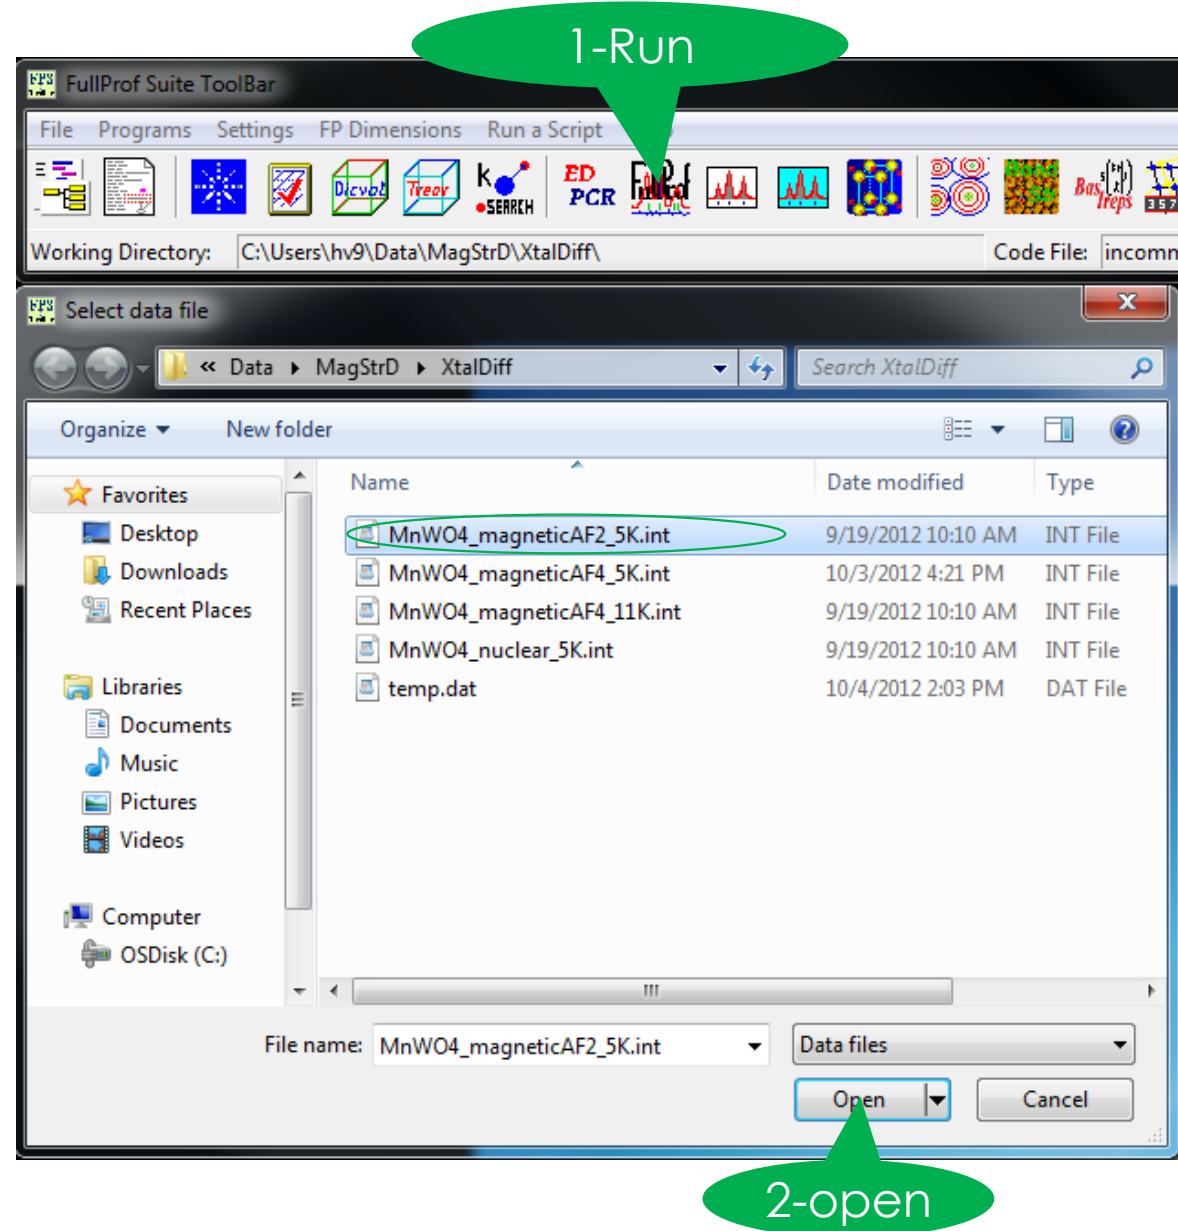 1-Run
FullProf Suite ToolBar
File Programs Settings FP Dimensions Run a Script
Dicvol Treor K SEARCH ED PCR FullProf Bas Ireps
Working Directory: C:\Users\hv9\Data\MagStrD\XtalDiff\ Code File: incomm
Select data file
« Data MagStrD XtalDiff Search XtalDiff
Organize New folder
Name Date modified Type
Favorites
Desktop MnWO4_magneticAF2_5K.int 9/19/2012 10:10 AM INT File
Downloads MnWO4_magneticAF4_5K.int 10/3/2012 4:21 PM INT File
Recent Places MnWO4_magneticAF4_11K.int 9/19/2012 10:10 AM INT File
MnWO4_nuclear_5K.int 9/19/2012 10:10 AM INT File
Libraries temp.dat 10/4/2012 2:03 PM DAT File
Documents
Music
Pictures
Videos
Computer
OSDisk (C:)
File name: MnWO4_magneticAF2_5K.int Data files
Open Cancel
2-open